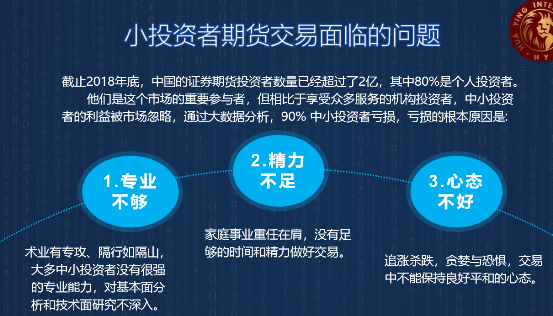 小投资者期货交易面临的问题
HUA YING INTE
HY
截止2018年底，中国的证券期货投资者数量已经超过了2亿，其中80%是个人投资者。
他们是这个市场的重要参与者，但相比于享受众多服务的机构投资者，中小投资
者的利益被市场忽略，通过大数据分析，90% 中小投资者亏损，亏损的根本原因是:
1.专业
不够
2.精力
不足
3.心态
不好
术业有专攻、隔行如隔山，
大多中小投资者没有很强
的专业能力，对基本面分
析和技术面研究不深入。
家庭事业重任在肩，没有足
够的时间和精力做好交易。
追涨杀跌，贪婪与恐惧，交易
中不能保持良好平和的心态。